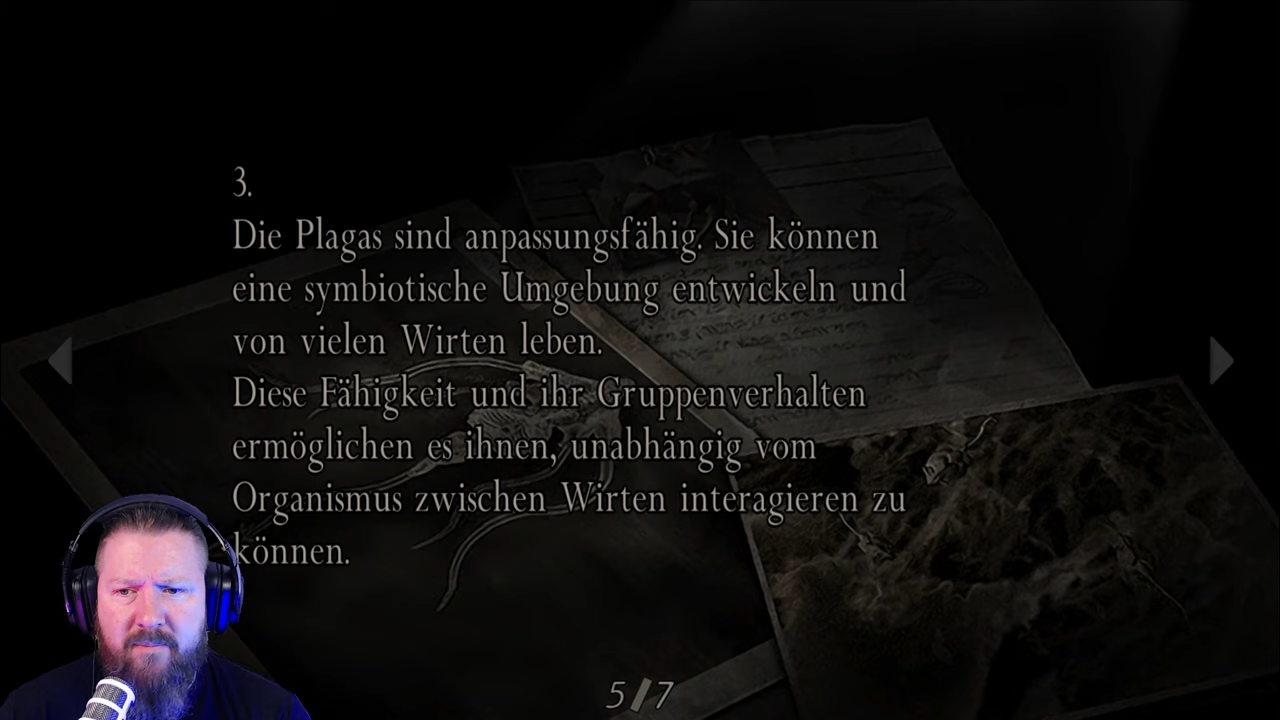 3.
Die Plagas sind anpassungsfähig. Sie können
eine symbiotische Umgebung entwickeln und
von vielen Wirten leben.
Diese Fähigkeit und ihr Gruppenverhalten
ermöglichen es ihnen, unabhängig vom
Organismus zwischen Wirten interagieren zu
können.
5/7